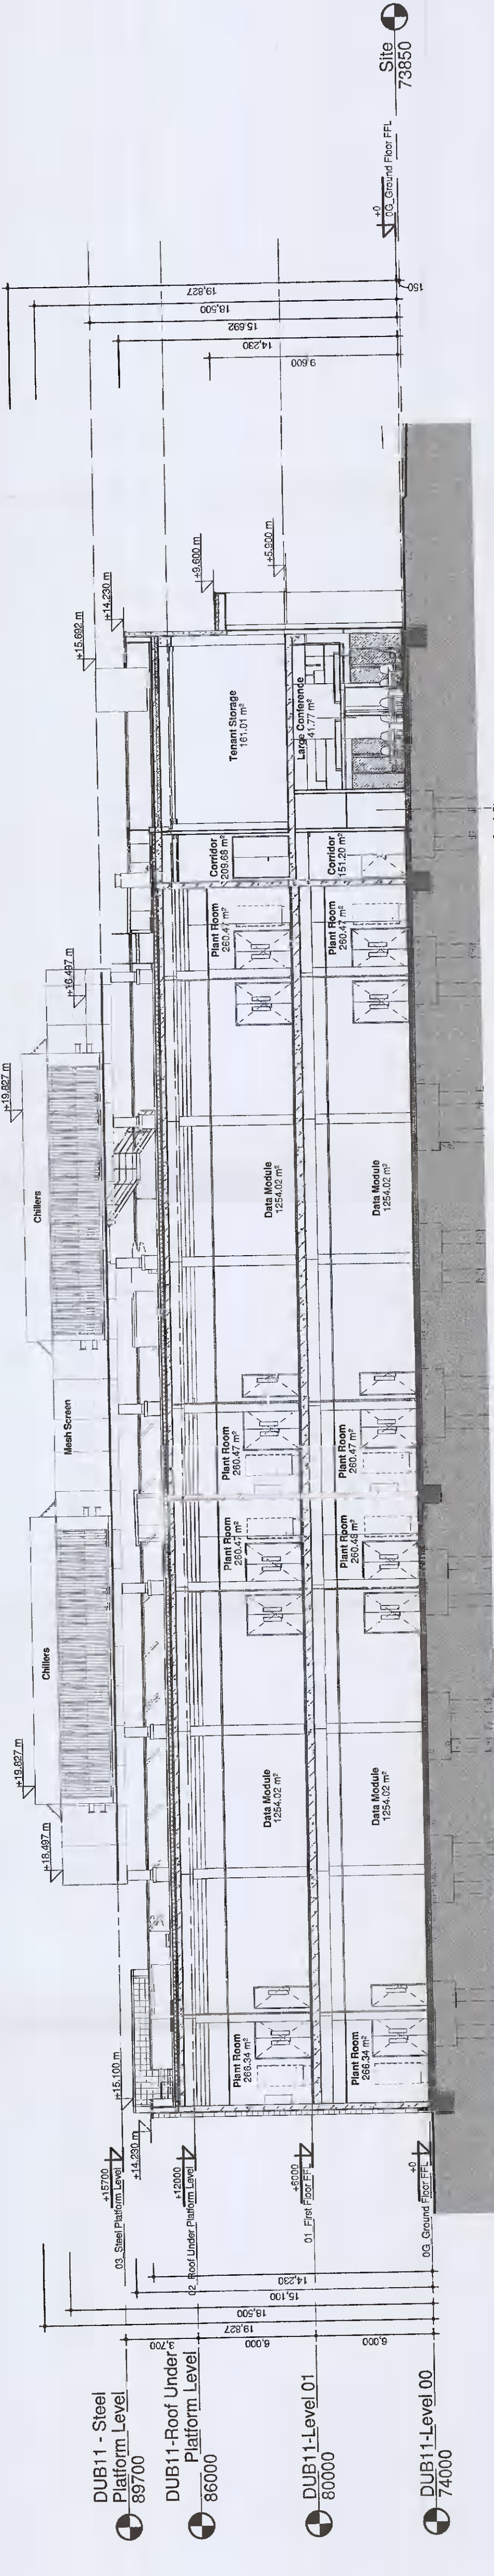 DUB11 - Steel
Platform Level
89700
DUB11-Roof Under
Platform Level
86000
DUB11-Level 01
80000
DUB11-Level 00
74000
3,700
6,000
6,000
19,827
18,500
15,100
14,230
+15700
03_Steel Platform Level
+12000
02_Roof Under Platform Level
+6000
01_First Floor FFL
+0
0G_Ground Floor FFL
+14.230 m
+15.100 m
+18.497 m
+19.827 m
Chillers
Mesh Screen
Chillers
+19.827 m
+16.497 m
+15.692 m
+14.230 m
+9.600 m
+5.900 m
Plant Room
266.34 m²
Data Module
1254.02 m²
Plant Room
260.47 m²
Plant Room
260.47 m²
Data Module
1254.02 m²
Plant Room
260.47 m²
Corridor
209.68 m²
Tenant Storage
161.01 m²
Plant Room
266.34 m²
Data Module
1254.02 m²
Plant Room
260.48 m²
Plant Room
260.47 m²
Data Module
1254.02 m²
Plant Room
260.47 m²
Corridor
151.20 m²
Large Conference
41.77 m²
9,600
14,230
15,692
18,500
19,827
150
+0
0G_Ground Floor FFL
Site
73850